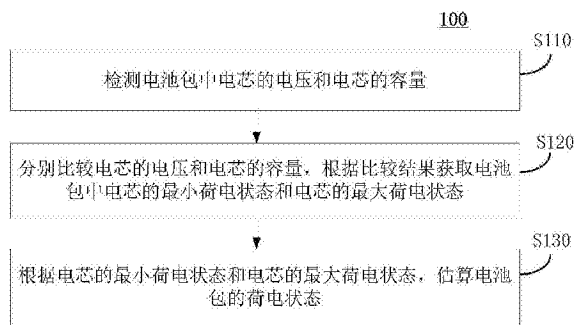 100
S110
检测电池包中电芯的电压和电芯的容量
S120
分别比较电芯的电压和电芯的容量，根据比较结果获取电池
包中电芯的最小荷电状态和电芯的最大荷电状态
S130
根据电芯的最小荷电状态和电芯的最大荷电状态，估算电池
包的荷电状态